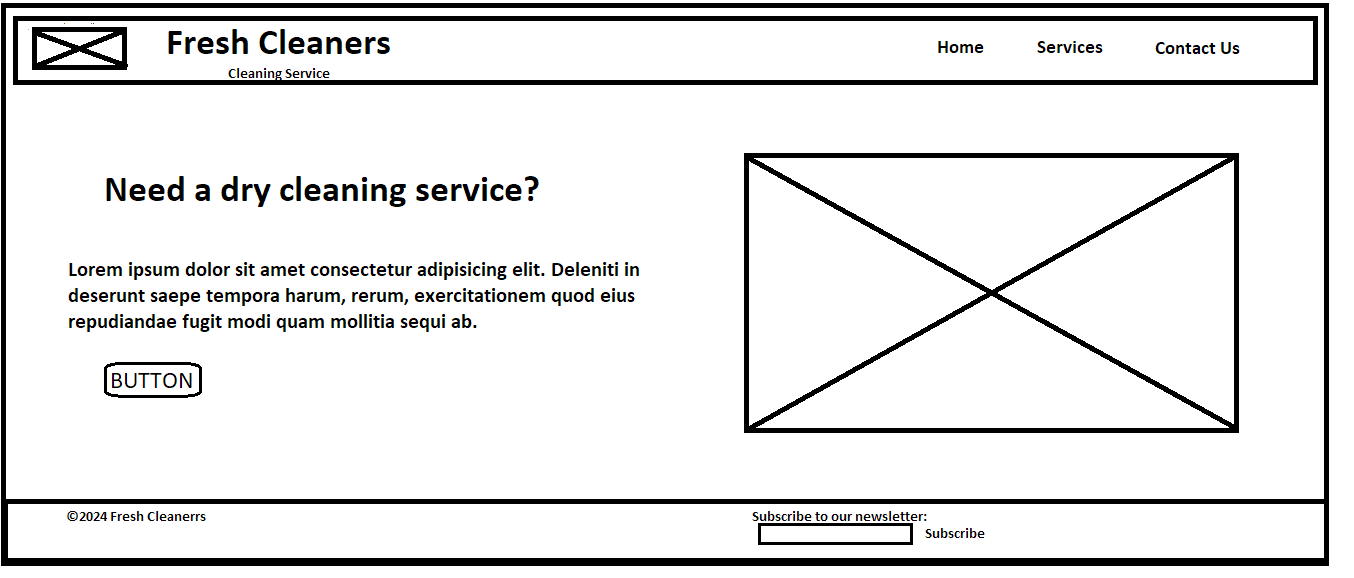 Fresh Cleaners
Cleaning Service
Home Services Contact Us
Need a dry cleaning service?
Lorem ipsum dolor sit amet consectetur adipisicing elit. Deleniti in
deserunt saepe tempora harum, rerum, exercitationem quod eius
repudiandae fugit modi quam mollitia sequi ab.
BUTTON
©2024 Fresh Cleanerrs
Subscribe to our newsletter:
Subscribe